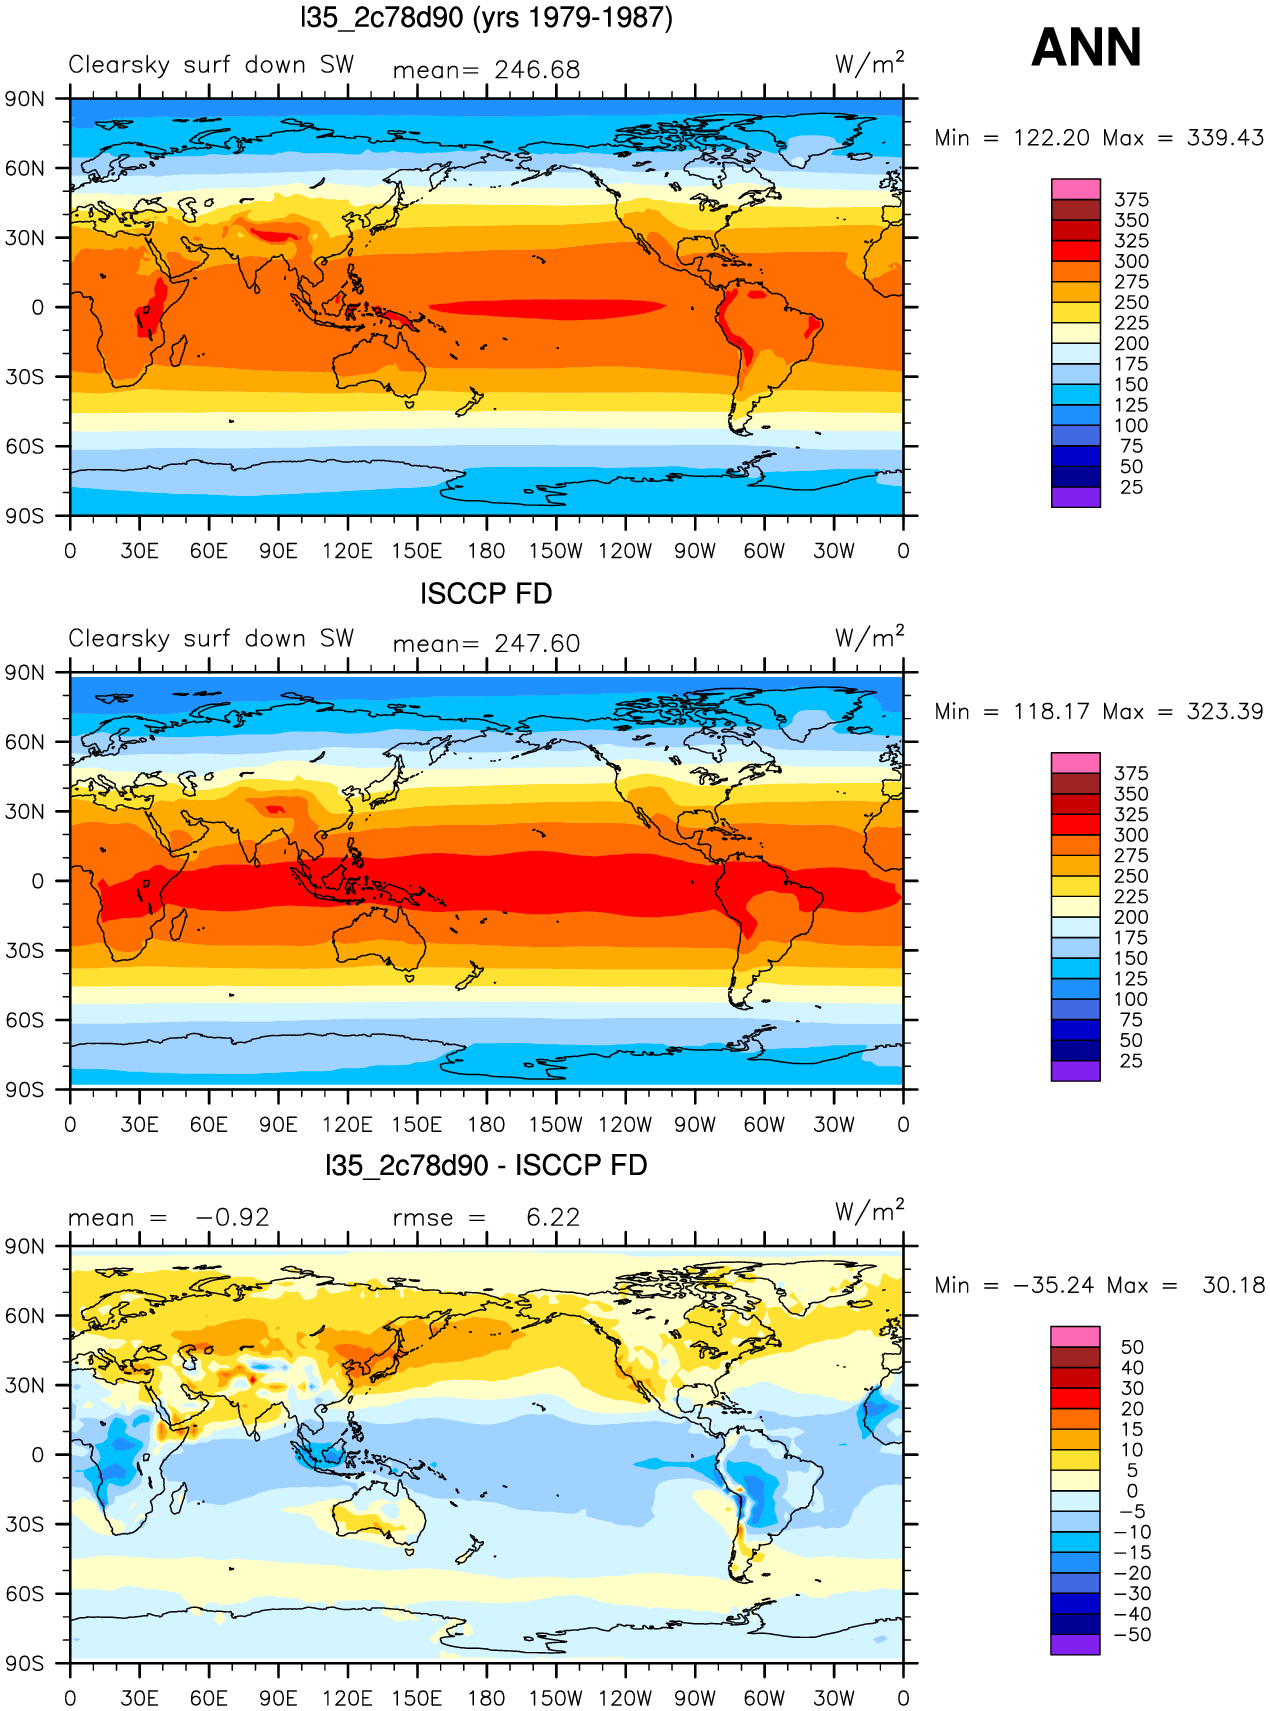 l35_2c78d90 (yrs 1979-1987)
ANN
Clearsky surf down SW mean= 246.68 W/m²
Min = 122.20 Max = 339.43
90N
60N
30N
0
30S
60S
90S
0 30E 60E 90E 120E 150E 180 150W 120W 90W 60W 30W 0
375
350
325
300
275
250
225
200
175
150
125
100
75
50
25
ISCCP FD
Clearsky surf down SW mean= 247.60 W/m²
Min = 118.17 Max = 323.39
90N
60N
30N
0
30S
60S
90S
0 30E 60E 90E 120E 150E 180 150W 120W 90W 60W 30W 0
375
350
325
300
275
250
225
200
175
150
125
100
75
50
25
l35_2c78d90 - ISCCP FD
mean = −0.92 rmse = 6.22 W/m²
Min = −35.24 Max = 30.18
90N
60N
30N
0
30S
60S
90S
0 30E 60E 90E 120E 150E 180 150W 120W 90W 60W 30W 0
50
40
30
20
15
10
5
0
−5
−10
−15
−20
−30
−40
−50